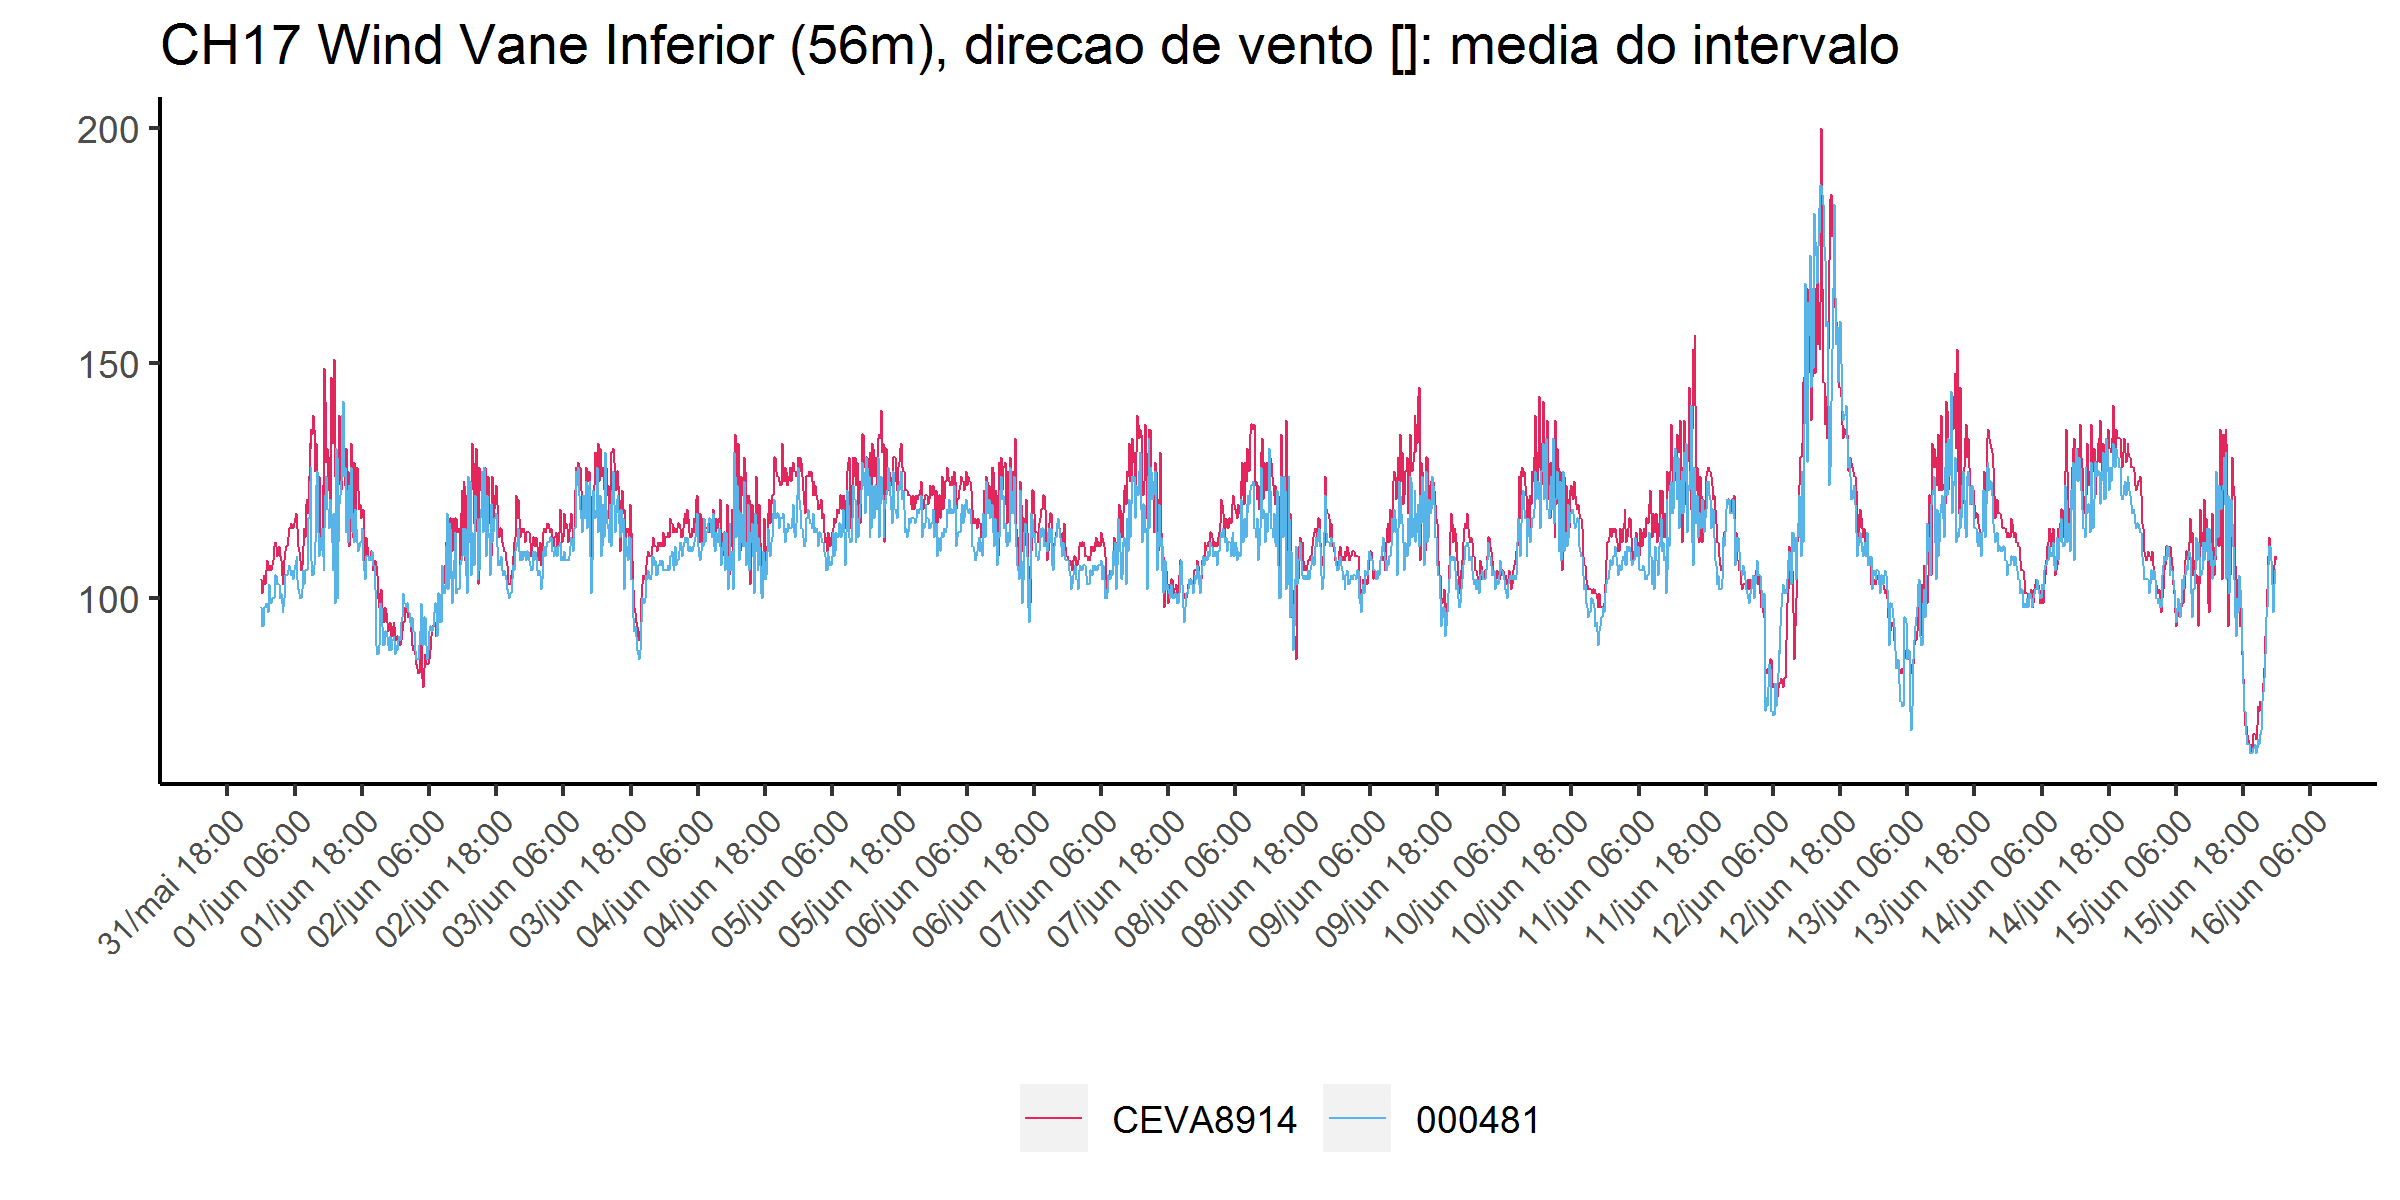 CH17 Wind Vane Inferior (56m), direcao de vento []: media do intervalo
200
150
100
31/mai 18:00
01/jun 06:00
01/jun 18:00
02/jun 06:00
02/jun 18:00
03/jun 06:00
03/jun 18:00
04/jun 06:00
04/jun 18:00
05/jun 06:00
05/jun 18:00
06/jun 06:00
06/jun 18:00
07/jun 06:00
07/jun 18:00
08/jun 06:00
08/jun 18:00
09/jun 06:00
09/jun 18:00
10/jun 06:00
10/jun 18:00
11/jun 06:00
11/jun 18:00
12/jun 06:00
12/jun 18:00
13/jun 06:00
13/jun 18:00
14/jun 06:00
14/jun 18:00
15/jun 06:00
15/jun 18:00
16/jun 06:00
CEVA8914
000481